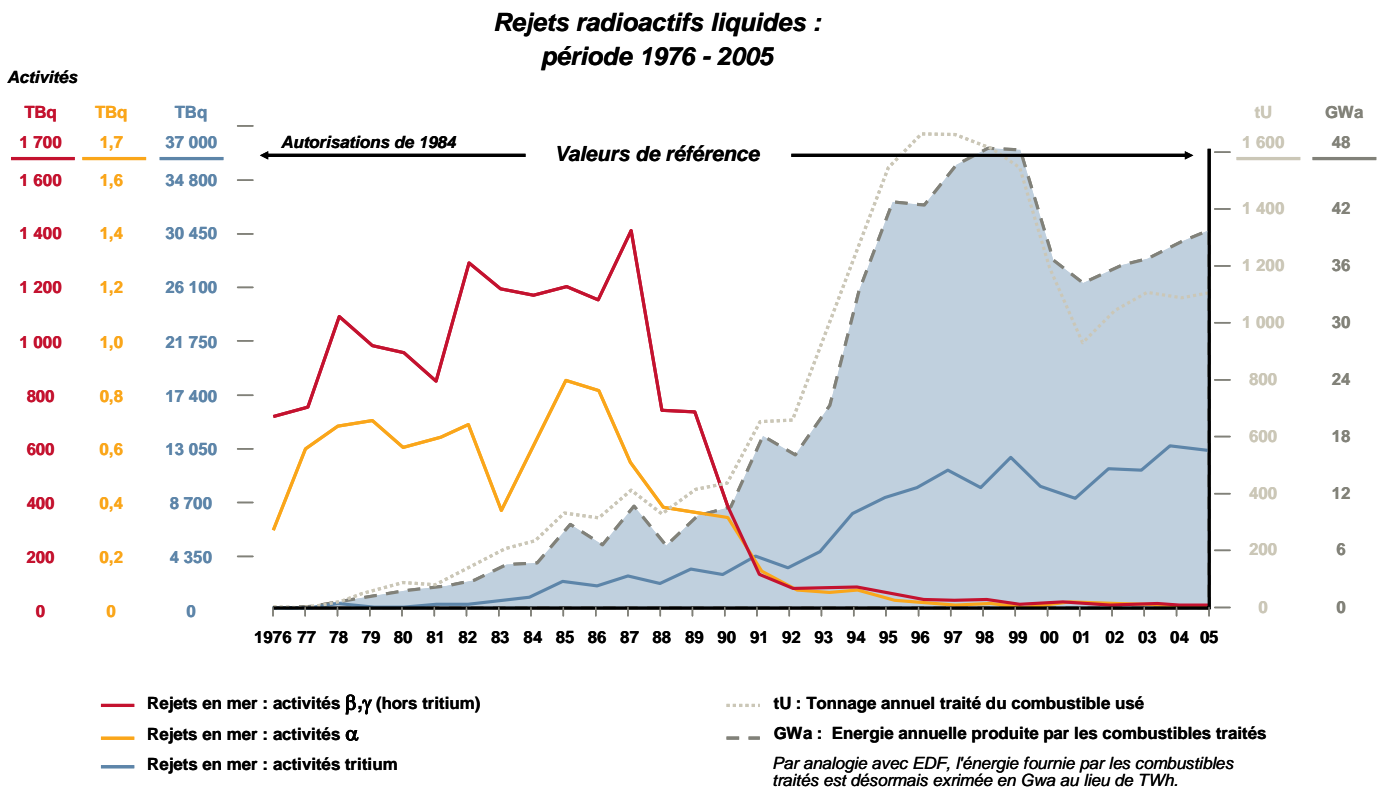 Rejets radioactifs liquides :
période 1976 - 2005
Activités
TBq TBq TBq tU GWa
1 700 1,7 37 000 Autorisations de 1984 Valeurs de référence 1 600 48
1 600 1,6 34 800
1 400 42
1 400 1,4 30 450
1 200 36
1 200 1,2 26 100
1 000 30
1 000 1,0 21 750
800 24
800 0,8 17 400
600 18
600 0,6 13 050
400 12
400 0,4 8 700
200 6
200 0,2 4 350
0 0 0 0 0
1976 77 78 79 80 81 82 83 84 85 86 87 88 89 90 91 92 93 94 95 96 97 98 99 00 01 02 03 04 05
Rejets en mer : activités β,γ (hors tritium)
Rejets en mer : activités α
Rejets en mer : activités tritium
tU : Tonnage annuel traité du combustible usé
GWa : Energie annuelle produite par les combustibles traités
Par analogie avec EDF, l'énergie fournie par les combustibles
traités est désormais exrimée en Gwa au lieu de TWh.